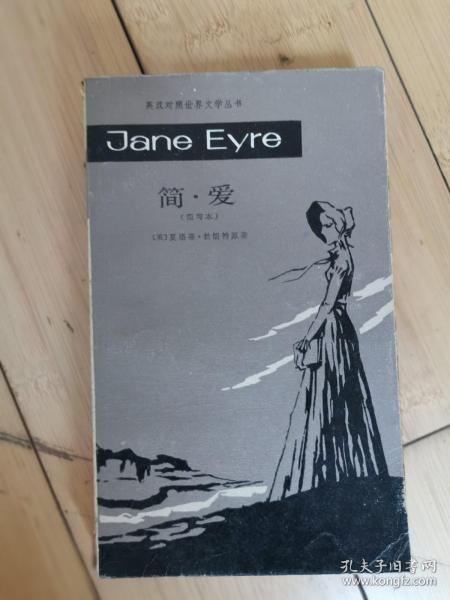 英汉对照世界文学丛书
Jane Eyre
简·爱
(简写本)
〔英〕夏洛蒂·勃朗特原著
孔夫子旧书网
www.kongfz.com